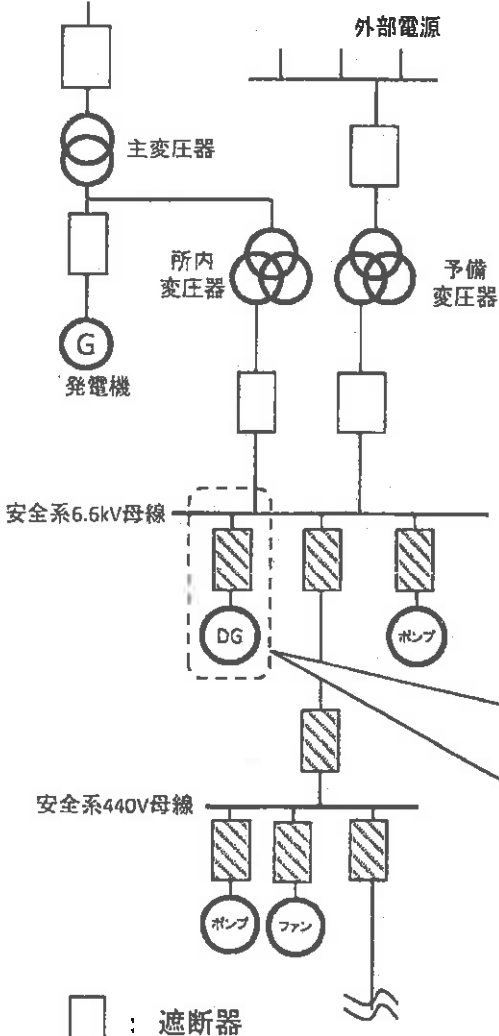 外部電源
主変圧器
所内
変圧器
予備
変圧器
G
発電機
安全系6.6kV母線
DG
ポンプ
安全系440V母線
ポンプ
ファン
：遮断器